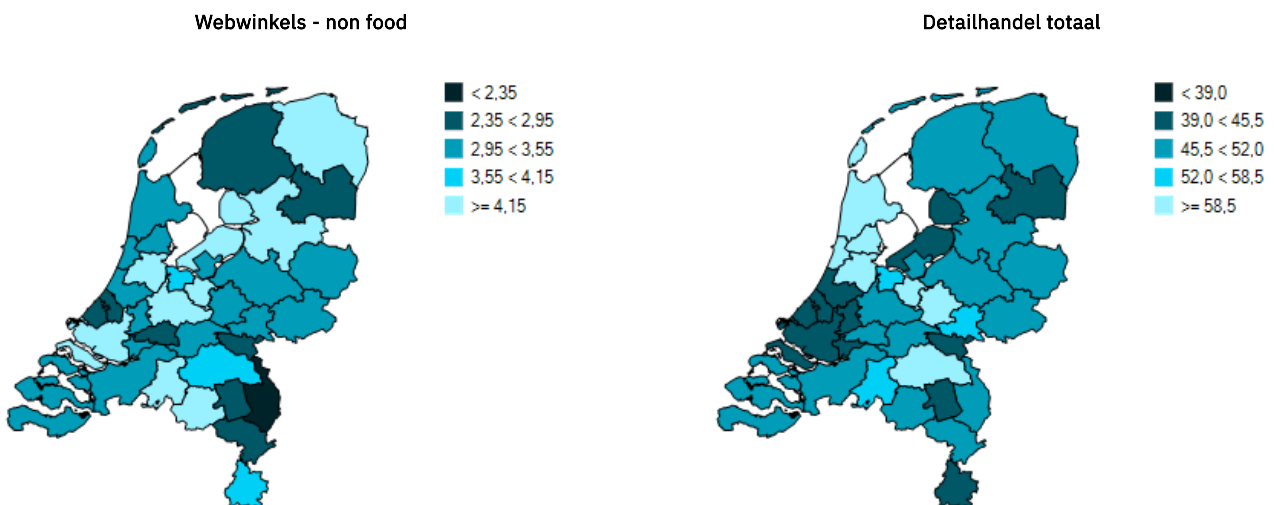 Webwinkels - non food
< 2,35
2,35 < 2,95
2,95 < 3,55
3,55 < 4,15
>= 4,15
Detailhandel totaal
< 39,0
39,0 < 45,5
45,5 < 52,0
52,0 < 58,5
>= 58,5